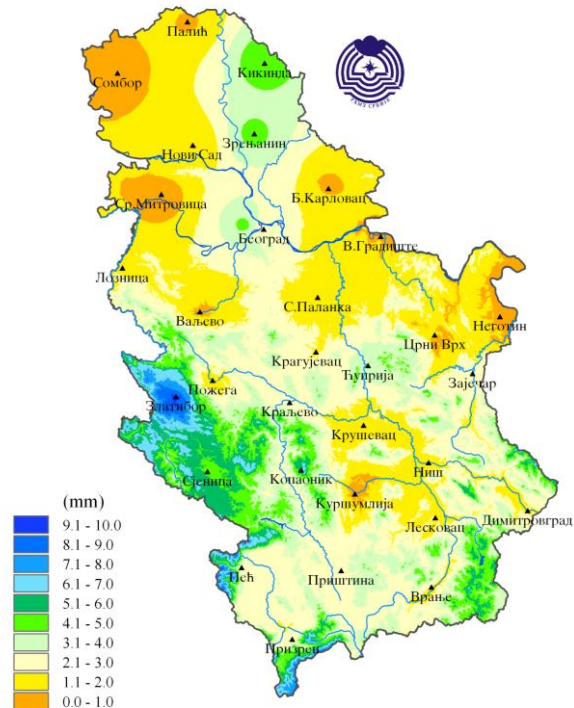 Палић
Кикинда
Сомбор
Зрењанин
Нови Сад
Б.Карловац
Ср.Митровица
Београд
В.Градиште
Лозница
С.Паланка
Ваљево
Неготин
Црни Врх
Крагујевац
Ћуприја
Зајечар
Пожега
Златибор
Краљево
Крушевац
Ниш
Сјеница
Копаоник
Куршумлија
Димитровград
Лесковац
(mm)
9.1 - 10.0
8.1 - 9.0
7.1 - 8.0
6.1 - 7.0
5.1 - 6.0
4.1 - 5.0
3.1 - 4.0
2.1 - 3.0
1.1 - 2.0
0.0 - 1.0
Пећ
Приштина
Врање
Призрен